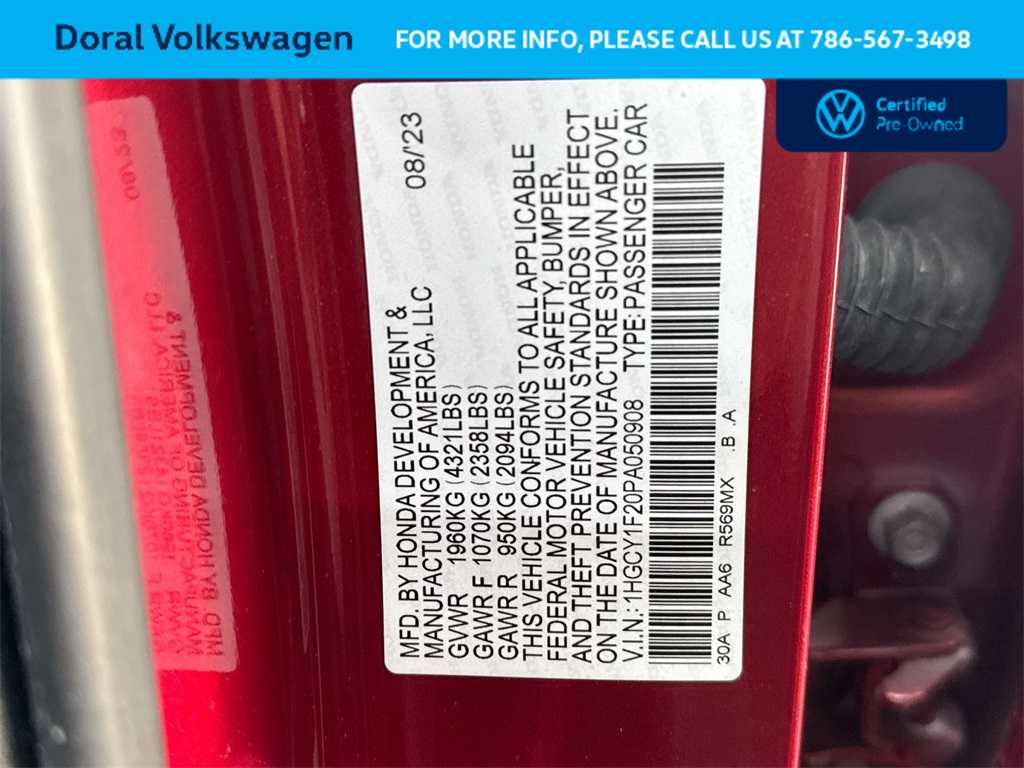 Doral Volkswagen
FOR MORE INFO, PLEASE CALL US AT 786-567-3498
Certified
Pre-Owned
MFD. BY HONDA DEVELOPMENT & 08/'23
MANUFACTURING OF AMERICA, LLC
GVWR 1960KG (4321LBS)
GAWR F 1070KG (2358LBS)
GAWR R 950KG (2094LBS)
THIS VEHICLE CONFORMS TO ALL APPLICABLE
FEDERAL MOTOR VEHICLE SAFETY, BUMPER,
AND THEFT PREVENTION STANDARDS IN EFFECT
ON THE DATE OF MANUFACTURE SHOWN ABOVE.
V.I.N.: 1HGCY1F20PA050908 TYPE: PASSENGER CAR
30A P AA6 R569MX .B .A